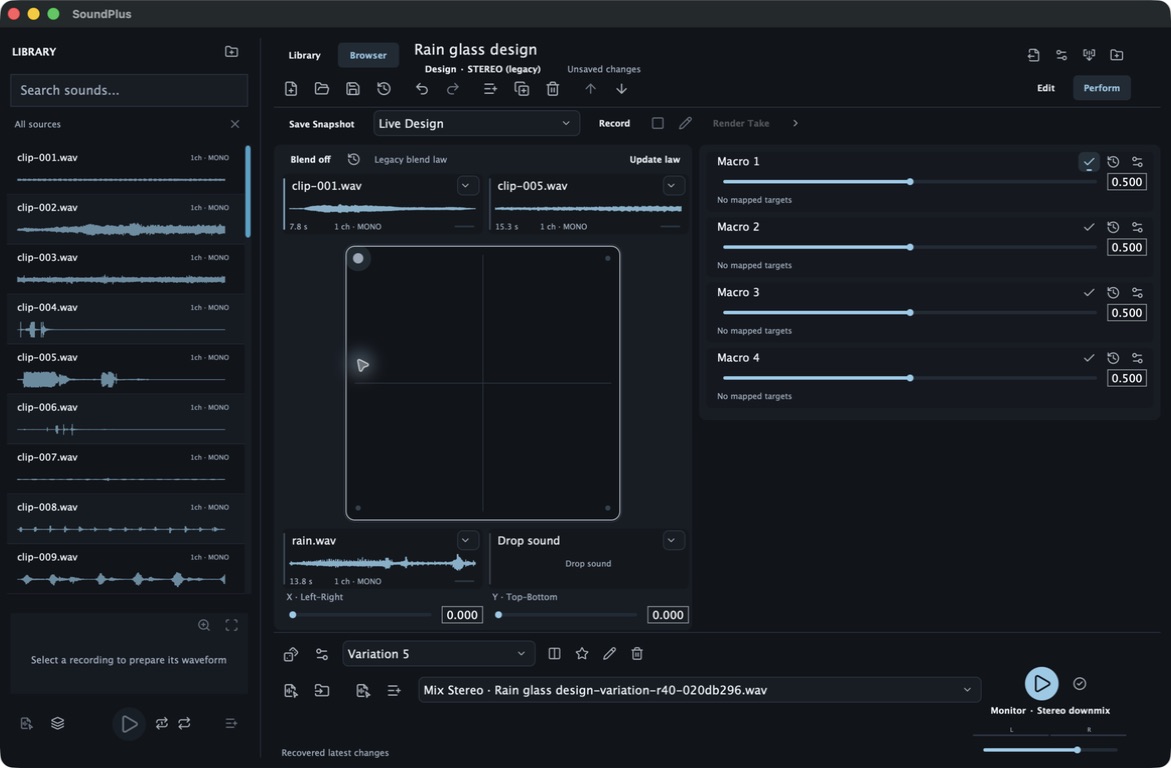 SoundPlus
LIBRARY
Search sounds...
All sources
clip-001.wav
1ch · MONO
clip-002.wav
1ch · MONO
clip-003.wav
1ch · MONO
clip-004.wav
1ch · MONO
clip-005.wav
1ch · MONO
clip-006.wav
1ch · MONO
clip-007.wav
1ch · MONO
clip-008.wav
1ch · MONO
clip-009.wav
1ch · MONO
Select a recording to prepare its waveform
Library
Browser
Rain glass design
Design · STEREO (legacy)
Unsaved changes
Edit
Perform
Save Snapshot
Live Design
Record
Render Take
Blend off
Legacy blend law
Update law
clip-001.wav
7.8 s
1 ch · MONO
clip-005.wav
15.3 s
1 ch · MONO
rain.wav
13.8 s
1 ch · MONO
Drop sound
Drop sound
X · Left-Right
0.000
Y · Top-Bottom
0.000
Macro 1
0.500
No mapped targets
Macro 2
0.500
No mapped targets
Macro 3
0.500
No mapped targets
Macro 4
0.500
No mapped targets
Variation 5
Mix Stereo · Rain glass design-variation-r40-020db296.wav
Monitor · Stereo downmix
L
R
Recovered latest changes